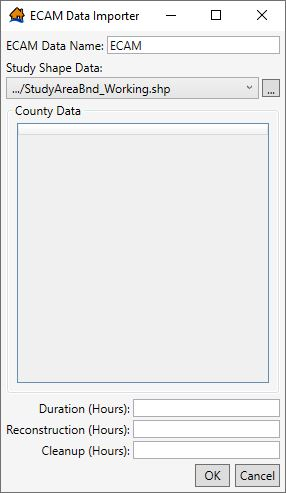 ECAM Data Importer
ECAM Data Name: ECAM
Study Shape Data:
.../StudyAreaBnd_Working.shp ...
County Data
Duration (Hours):
Reconstruction (Hours):
Cleanup (Hours):
OK Cancel